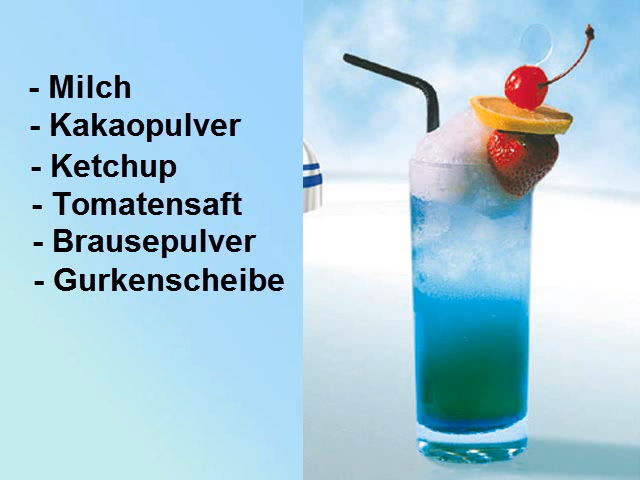 - Milch
- Kakaopulver
- Ketchup
- Tomatensaft
- Brausepulver
- Gurkenscheibe